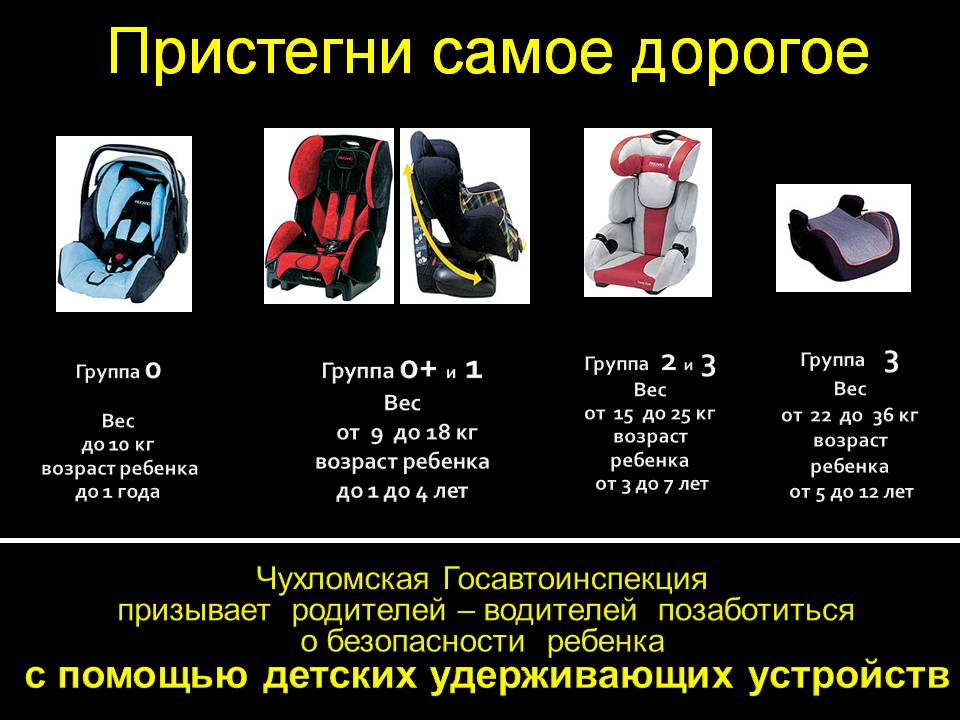 Пристегни самое дорогое
RECARO
RECARO
RECARO
Группа 0
Вес
до 10 кг
возраст ребенка
до 1 года
Группа 0+ и 1
Вес
от 9 до 18 кг
возраст ребенка
до 1 до 4 лет
Группа 2 и 3
Вес
от 15 до 25 кг
возраст
ребенка
от 3 до 7 лет
Группа 3
Вес
от 22 до 36 кг
возраст
ребенка
от 5 до 12 лет
Чухломская Госавтоинспекция
призывает родителей – водителей позаботиться
о безопасности ребенка
с помощью детских удерживающих устройств